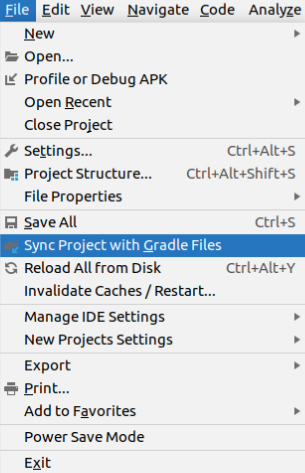 File Edit View Navigate Code Analyze
New
Open...
Profile or Debug APK
Open Recent
Close Project
Settings... Ctrl+Alt+S
Project Structure... Ctrl+Alt+Shift+S
File Properties
Save All Ctrl+S
Sync Project with Gradle Files
Reload All from Disk Ctrl+Alt+Y
Invalidate Caches / Restart...
Manage IDE Settings
New Projects Settings
Export
Print...
Add to Favorites
Power Save Mode
Exit